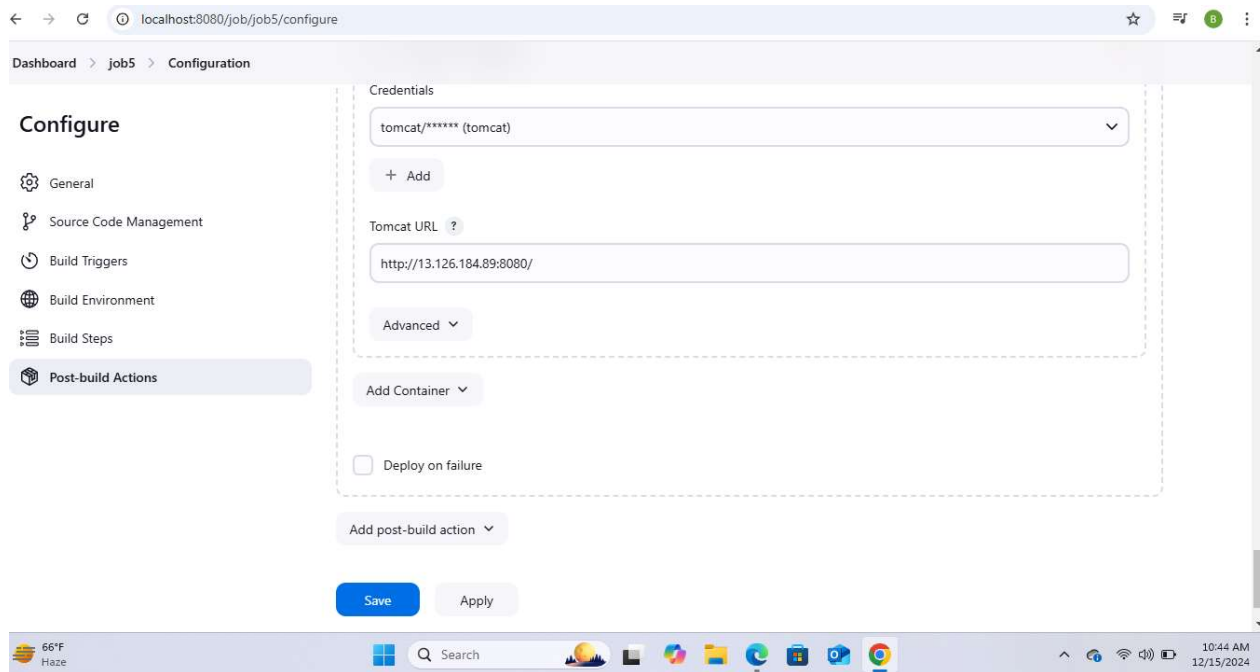 localhost:8080/job/job5/configure
B
Dashboard > job5 > Configuration
Configure
General
Source Code Management
Build Triggers
Build Environment
Build Steps
Post-build Actions
Credentials
tomcat/****** (tomcat)
+ Add
Tomcat URL ?
http://13.126.184.89:8080/
Advanced
Add Container
Deploy on failure
Add post-build action
Save Apply
66°F
Haze
Search
10:44 AM
12/15/2024